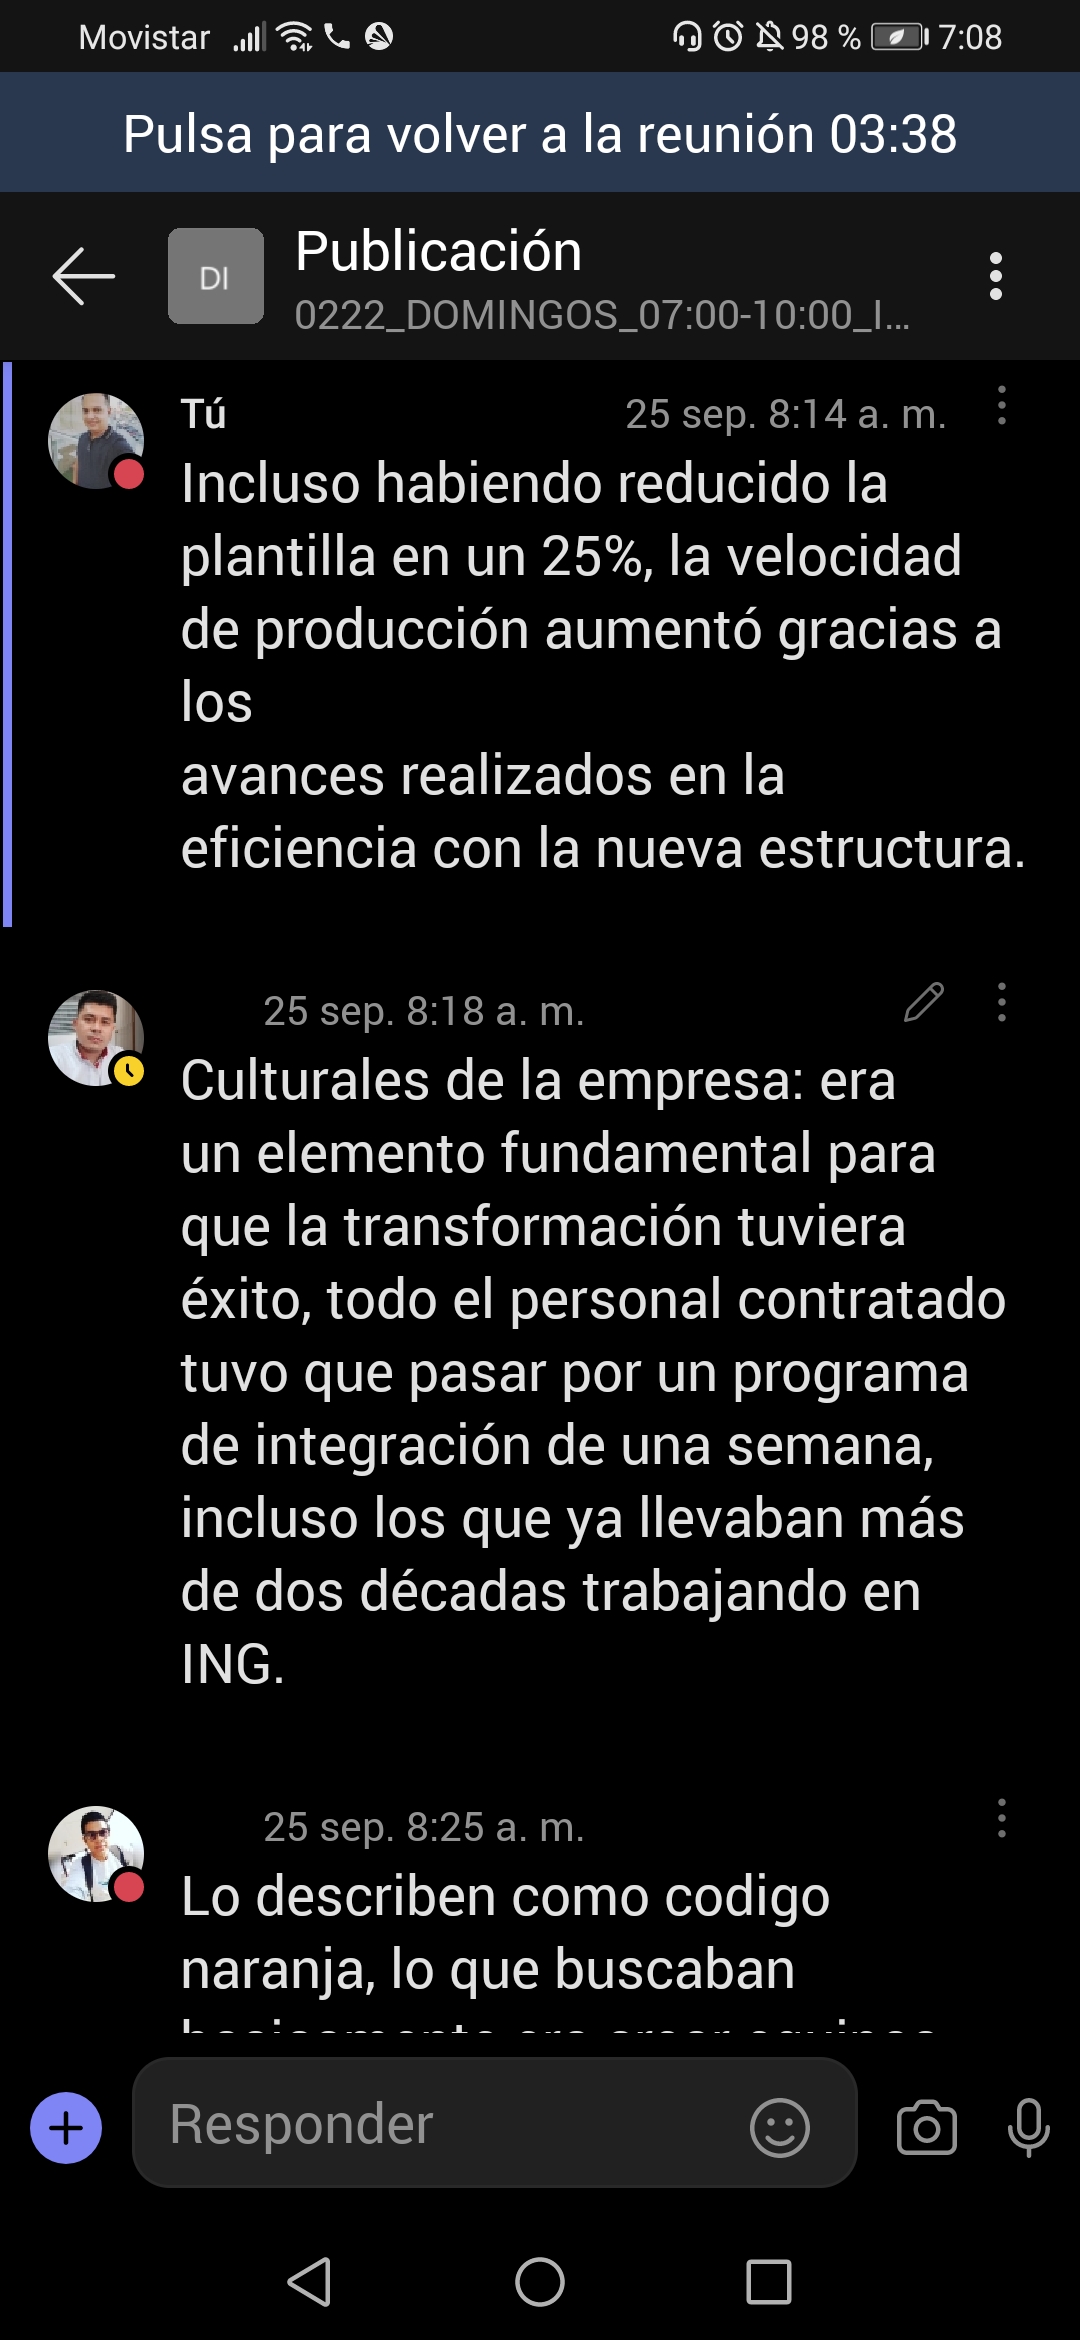 Movistar 98 % 7:08
Pulsa para volver a la reunión 03:38
DI
Publicación
0222_DOMINGOS_07:00-10:00_I...
Tú 25 sep. 8:14 a. m.
Incluso habiendo reducido la
plantilla en un 25%, la velocidad
de producción aumentó gracias a
los
avances realizados en la
eficiencia con la nueva estructura.
25 sep. 8:18 a. m.
Culturales de la empresa: era
un elemento fundamental para
que la transformación tuviera
éxito, todo el personal contratado
tuvo que pasar por un programa
de integración de una semana,
incluso los que ya llevaban más
de dos décadas trabajando en
ING.
25 sep. 8:25 a. m.
Lo describen como codigo
naranja, lo que buscaban
Responder